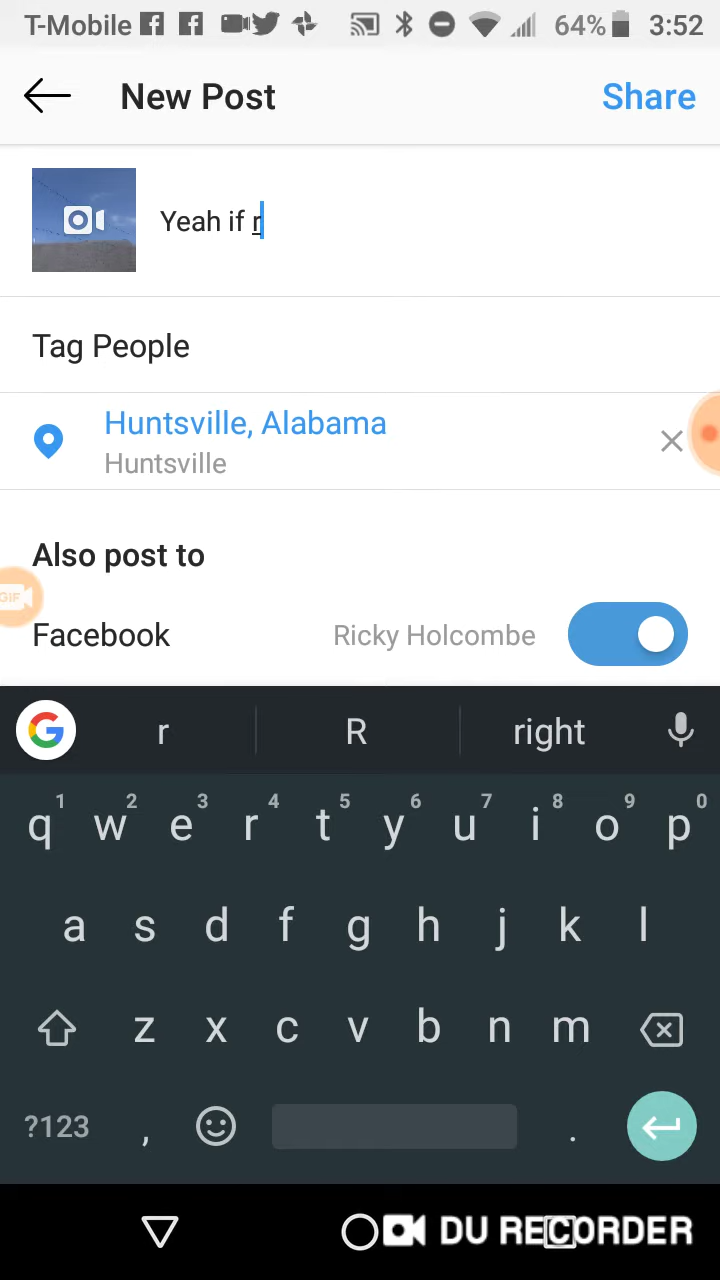 T-Mobile 64% 3:52
New Post Share
Yeah if r
Tag People
Huntsville, Alabama
Huntsville
Also post to
GIF
Facebook Ricky Holcombe
r R right
1 2 3 4 5 6 7 8 9 0
q w e r t y u i o p
a s d f g h j k l
z x c v b n m
?123 , .
DU RECORDER